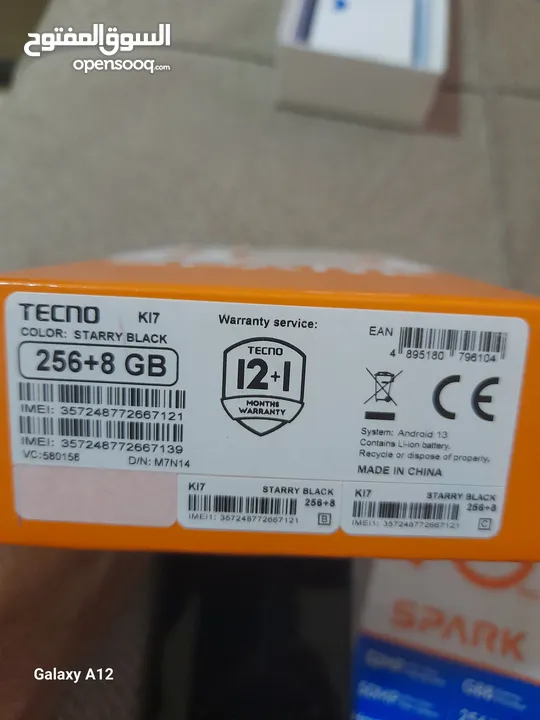 السوق المفتوح
opensooq.com
TECNO KI7
COLOR: STARRY BLACK
256+8 GB
IMEI: 357248772667121
IMEI: 357248772667139
VC:580158 D/N: M7N14
Warranty service:
TECNO
12+1
MONTHS
WARRANTY
EAN
4 895180 796104
CE
System: Android 13
Contains Li-ion battery.
Recycle or dispose of properly.
MADE IN CHINA
KI7 STARRY BLACK
256+8
IMEI1: 357248772667121 B
KI7 STARRY BLACK
256+8
IMEI1: 357248772667121 C
SPARK
Galaxy A12